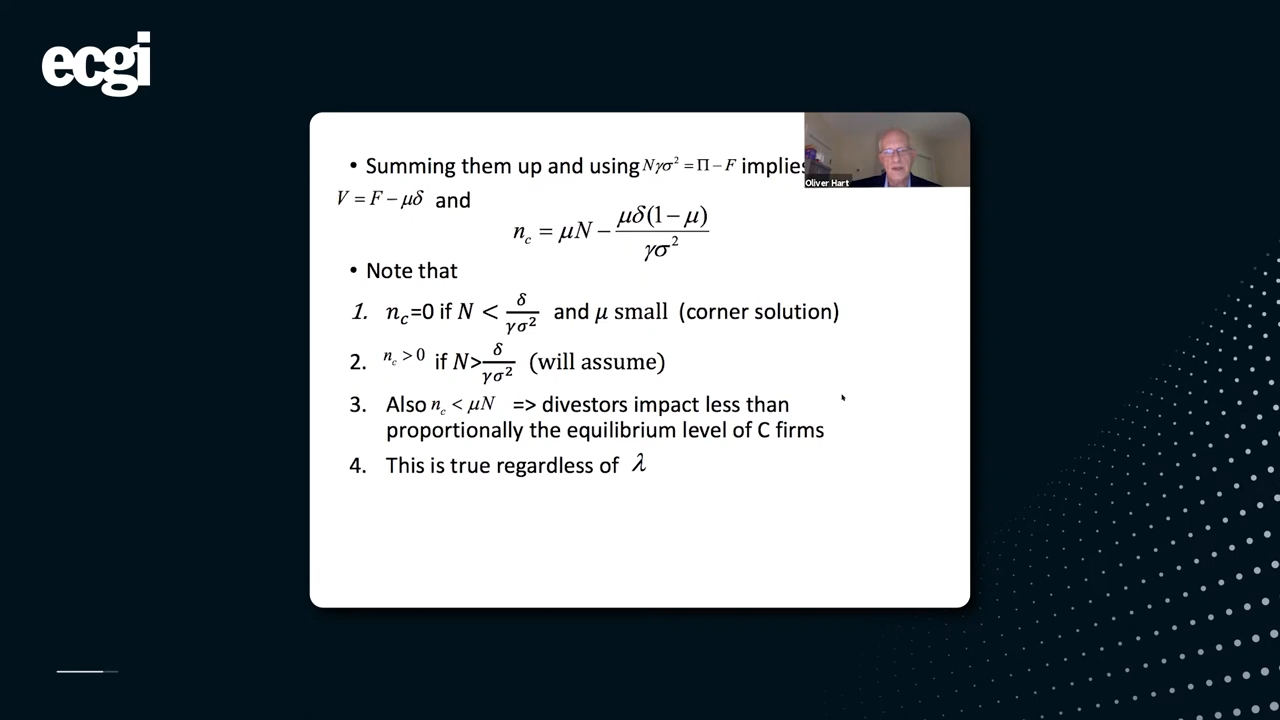 ecgi
• Summing them up and using Nγσ² = Π − F implies
V = F − μδ and
n_c = μN − μδ(1 − μ) / γσ²
• Note that
1. n_c=0 if N < δ/γσ² and μ small (corner solution)
2. n_c > 0 if N> δ/γσ² (will assume)
3. Also n_c < μN => divestors impact less than
proportionally the equilibrium level of C firms
4. This is true regardless of λ
Oliver Hart